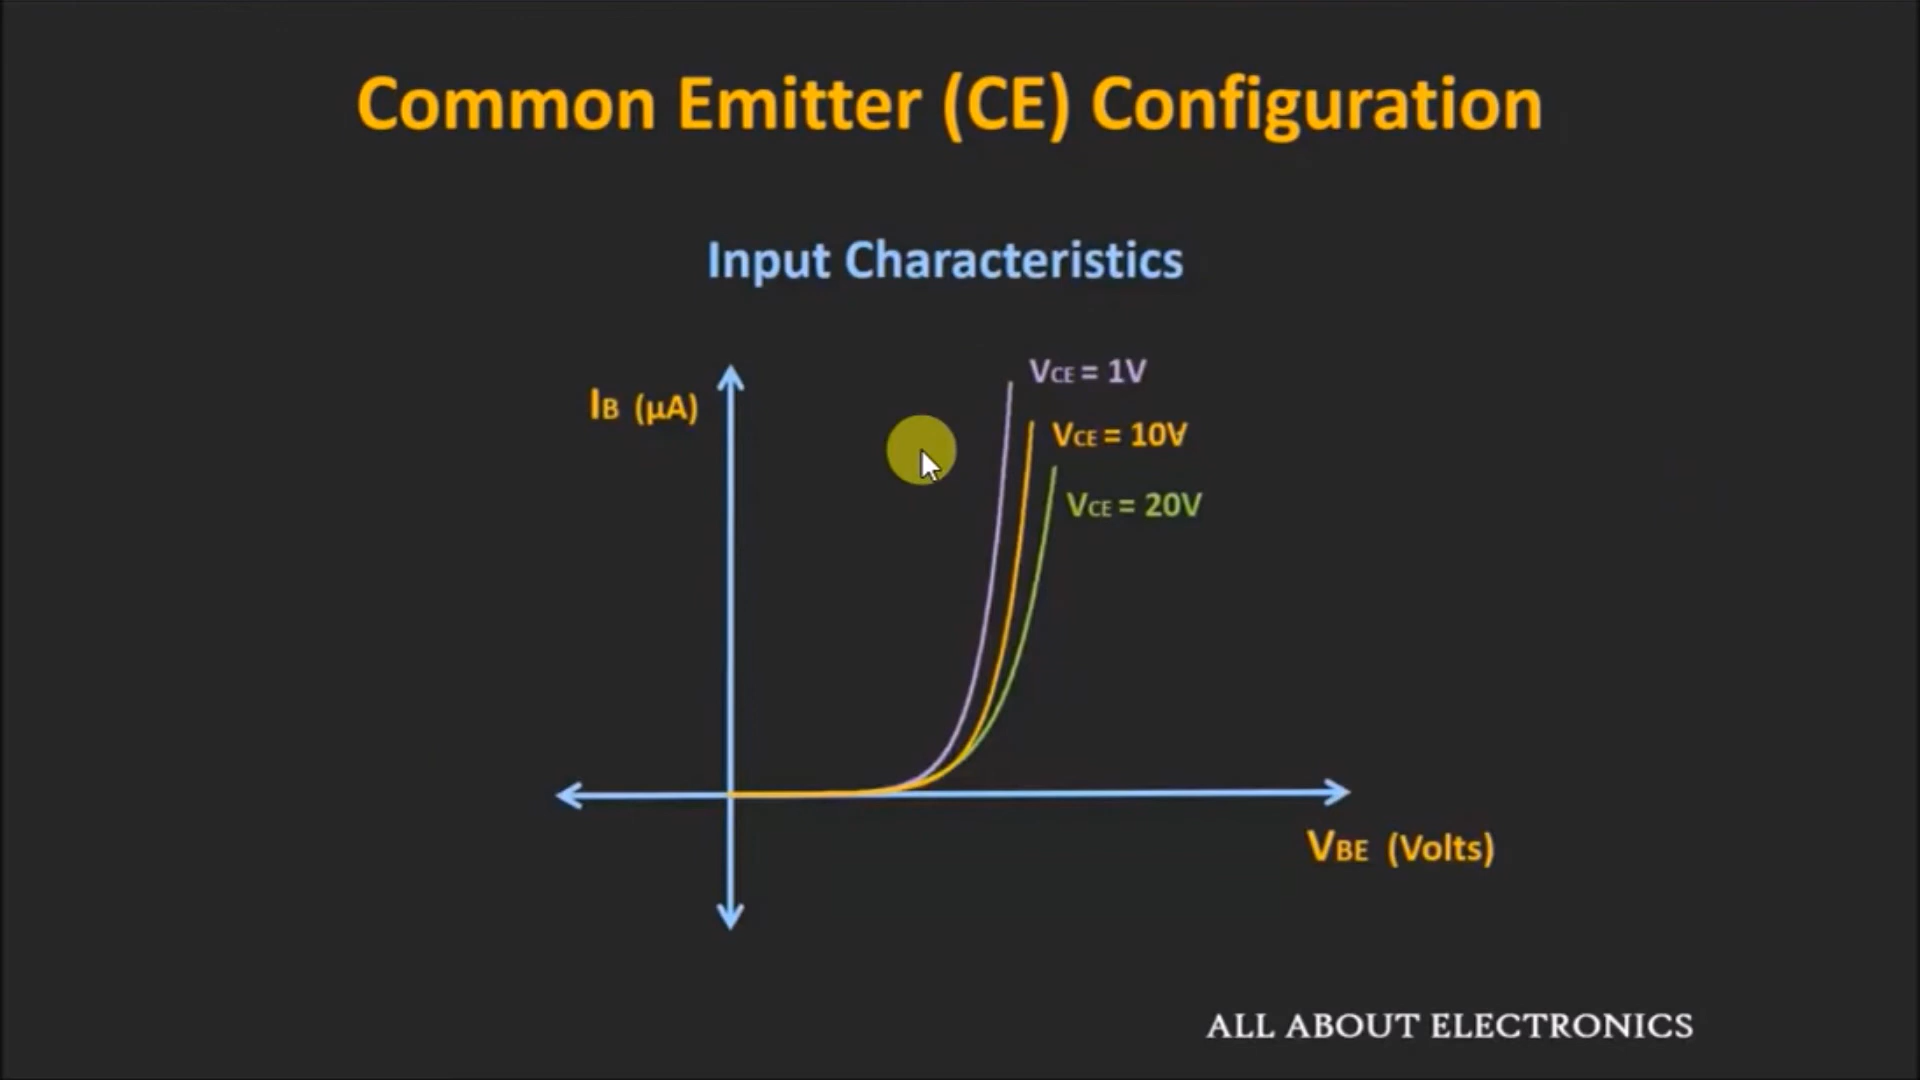 Common Emitter (CE) Configuration
Input Characteristics
VCE = 1V
IB (µA)
VCE = 10V
VCE = 20V
VBE (Volts)
ALL ABOUT ELECTRONICS